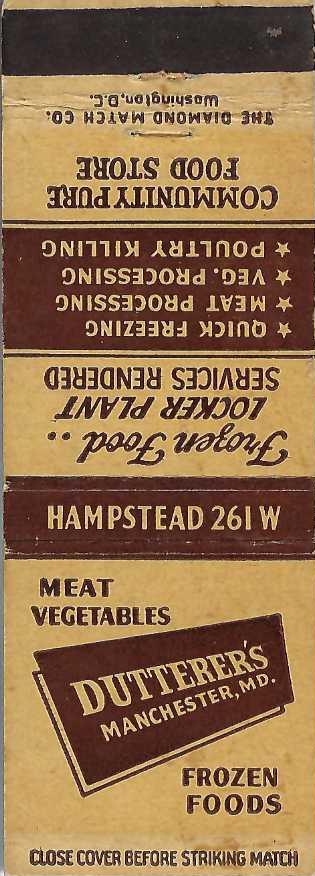 THE DIAMOND MATCH CO.
Washington, D.C.
COMMUNITY PURE
FOOD STORE
★ POULTRY KILLING
★ VEG. PROCESSING
★ MEAT PROCESSING
★ QUICK FREEZING
Frozen Food..
LOCKER PLANT
SERVICES RENDERED
HAMPSTEAD 261 W
MEAT
VEGETABLES
DUTTERER'S
MANCHESTER, MD.
FROZEN
FOODS
CLOSE COVER BEFORE STRIKING MATCH